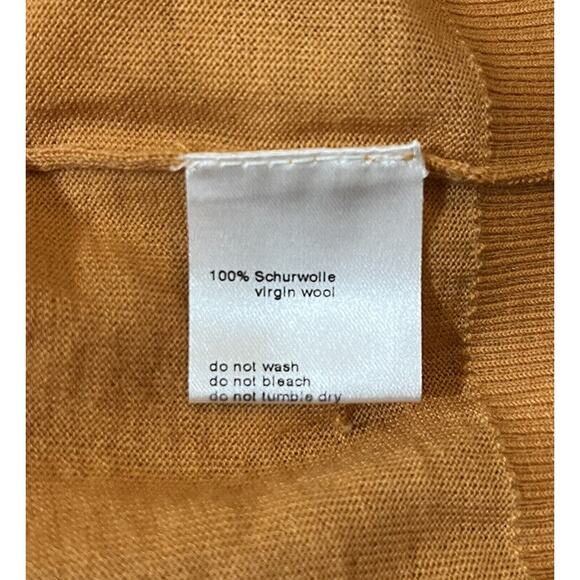 100% Schurwolle
virgin wool
do not wash
do not bleach
do not tumble dry